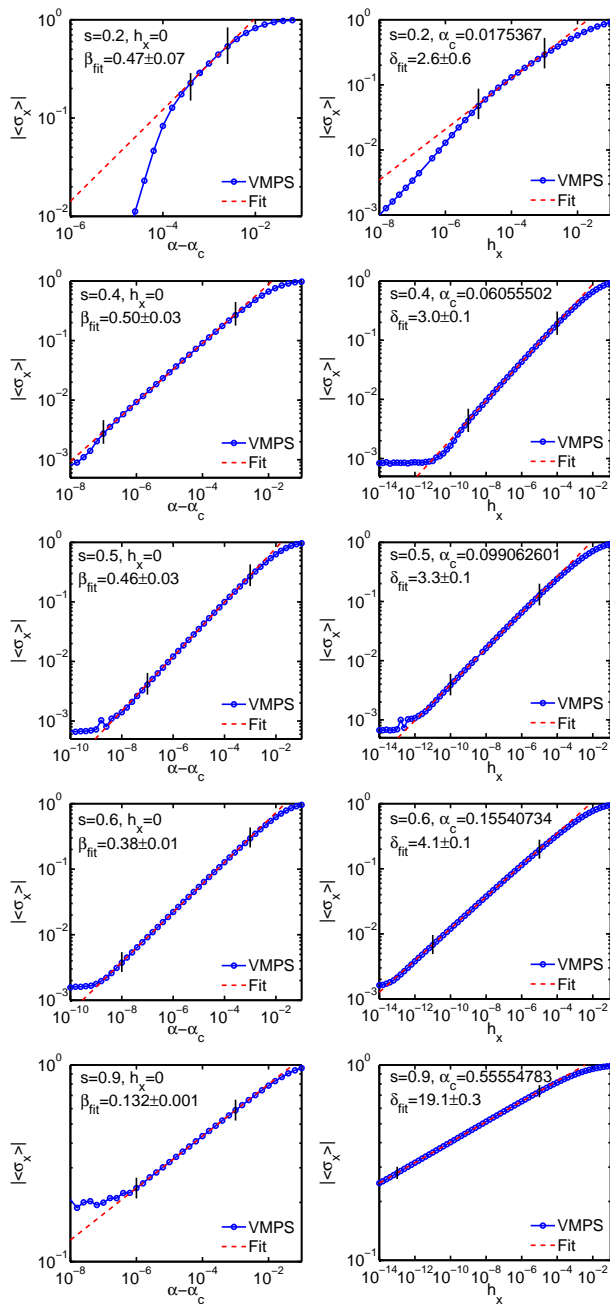 s=0.2, h_x=0
β_fit=0.47±0.07
|<σ_x>|
10^0
10^−1
10^−2
VMPS
Fit
10^−6 10^−4 10^−2 10^0
α−α_c
s=0.2, α_c=0.0175367
δ_fit=2.6±0.6
|<σ_x>|
10^0
10^−1
10^−2
10^−3
VMPS
Fit
10^−8 10^−6 10^−4 10^−2
h_x
s=0.4, h_x=0
β_fit=0.50±0.03
|<σ_x>|
10^0
10^−1
10^−2
10^−3
VMPS
Fit
10^−8 10^−6 10^−4 10^−2
α−α_c
s=0.4, α_c=0.06055502
δ_fit=3.0±0.1
|<σ_x>|
10^0
10^−1
10^−2
10^−3
VMPS
Fit
10^−14 10^−12 10^−10 10^−8 10^−6 10^−4 10^−2
h_x
s=0.5, h_x=0
β_fit=0.46±0.03
|<σ_x>|
10^0
10^−1
10^−2
10^−3
VMPS
Fit
10^−10 10^−8 10^−6 10^−4 10^−2
α−α_c
s=0.5, α_c=0.099062601
δ_fit=3.3±0.1
|<σ_x>|
10^0
10^−1
10^−2
10^−3
VMPS
Fit
10^−14 10^−12 10^−10 10^−8 10^−6 10^−4 10^−2
h_x
s=0.6, h_x=0
β_fit=0.38±0.01
|<σ_x>|
10^0
10^−1
10^−2
10^−3
VMPS
Fit
10^−10 10^−8 10^−6 10^−4 10^−2
α−α_c
s=0.6, α_c=0.15540734
δ_fit=4.1±0.1
|<σ_x>|
10^0
10^−1
10^−2
10^−3
VMPS
Fit
10^−14 10^−12 10^−10 10^−8 10^−6 10^−4 10^−2
h_x
s=0.9, h_x=0
β_fit=0.132±0.001
|<σ_x>|
10^0
10^−1
VMPS
Fit
10^−8 10^−6 10^−4 10^−2
α−α_c
s=0.9, α_c=0.55554783
δ_fit=19.1±0.3
|<σ_x>|
10^0
10^−1
VMPS
Fit
10^−14 10^−12 10^−10 10^−8 10^−6 10^−4 10^−2
h_x